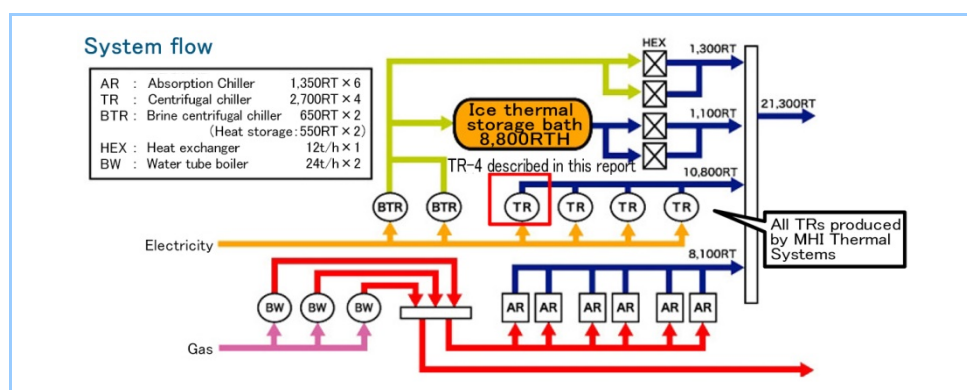 System flow
AR : Absorption Chiller 1,350RT × 6
TR : Centrifugal chiller 2,700RT × 4
BTR : Brine centrifugal chiller 650RT × 2
(Heat storage: 550RT × 2)
HEX : Heat exchanger 12t/h × 1
BW : Water tube boiler 24t/h × 2
HEX
1,300RT
21,300RT
Ice thermal
storage bath
8,800RTH
1,100RT
TR-4 described in this report
10,800RT
BTR BTR TR TR TR TR
All TRs produced
by MHI Thermal
Systems
Electricity
8,100RT
BW BW BW AR AR AR AR AR AR
Gas